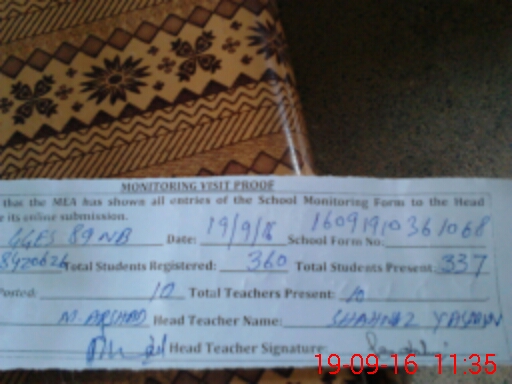 MONITORING VISIT PROOF
that the MEA has shown all entries of the School Monitoring Form to the Head
e its online submission.
GGES 89 NB Date: 19/9/16 School Form No: 16091910361068
8420626 Total Students Registered: 360 Total Students Present: 337
Posted: 10 Total Teachers Present: 10
M. ARSHAD Head Teacher Name: SHAHNAZ YASMIN
Head Teacher Signature:
19-09-16 11:35